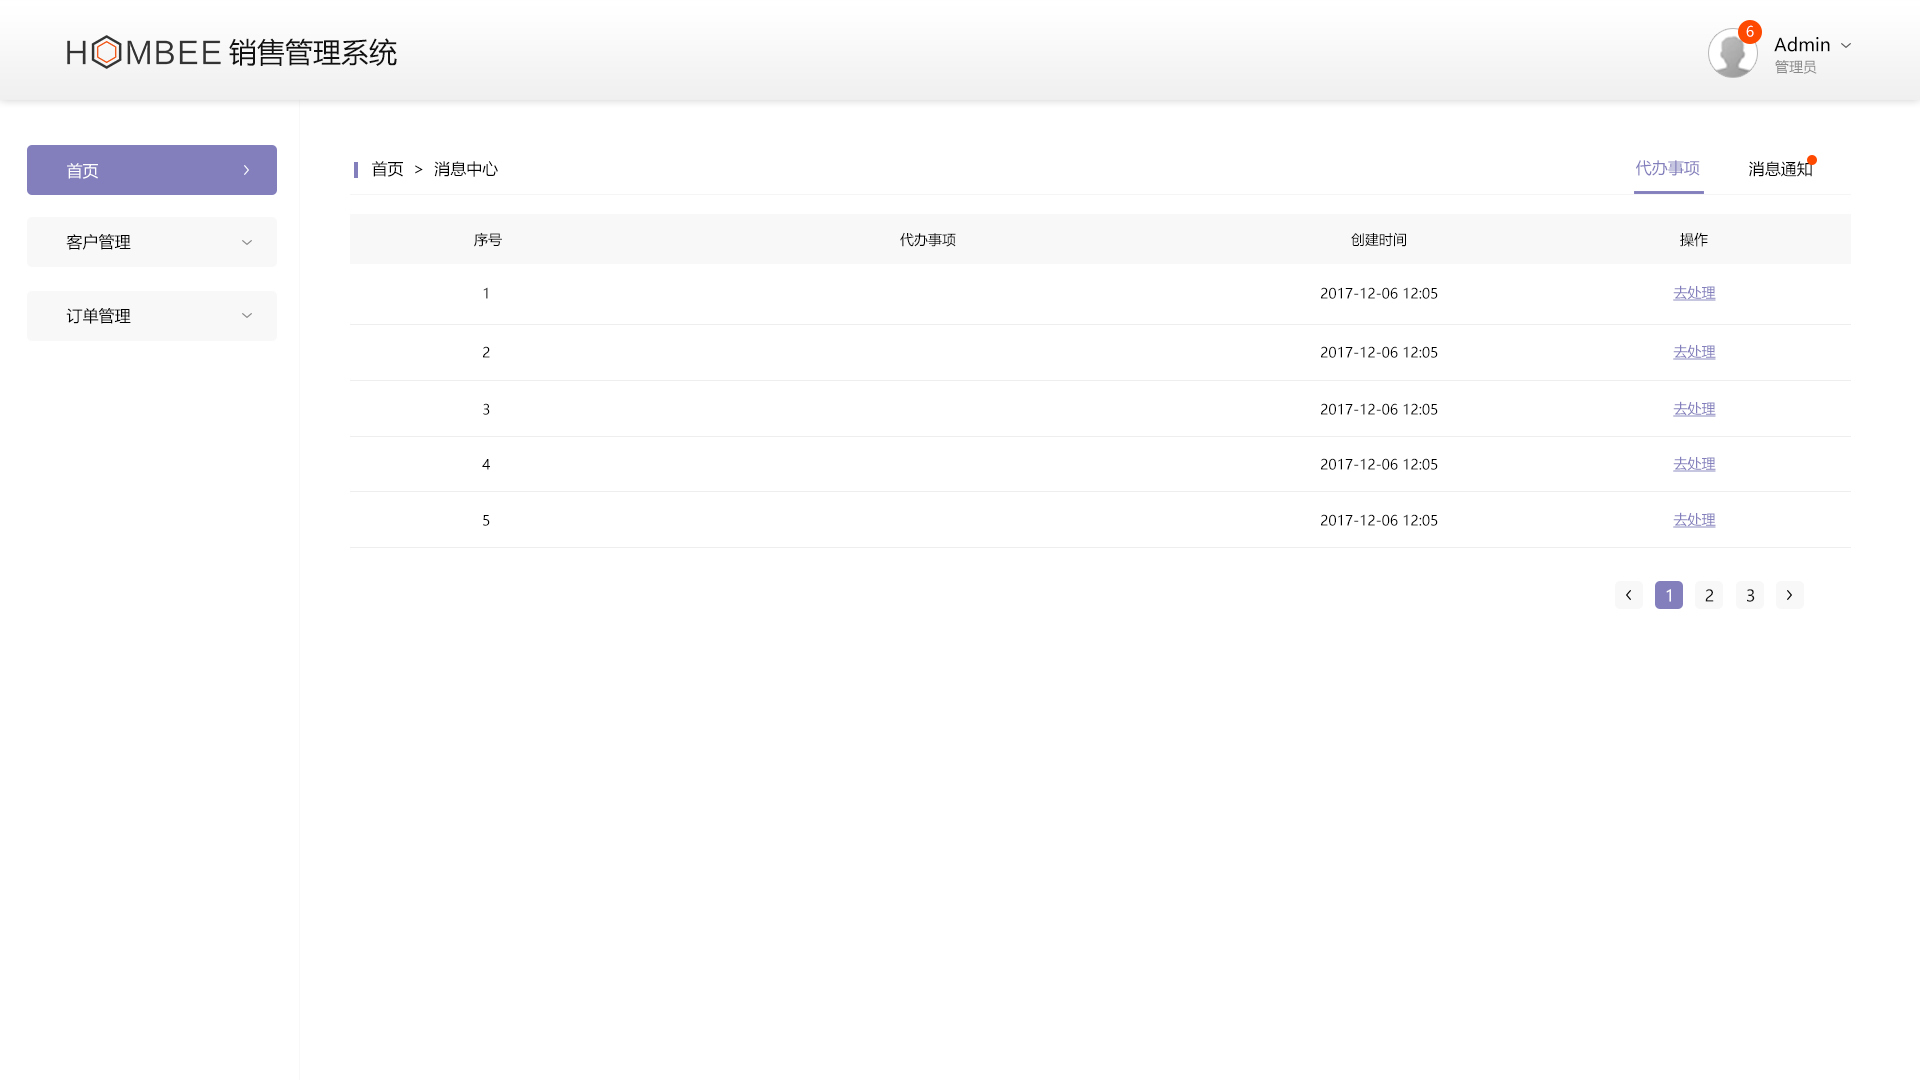 HOMBEE 销售管理系统
6
Admin
管理员
首页
客户管理
订单管理
首页 > 消息中心
代办事项 消息通知
序号 代办事项 创建时间 操作
1 2017-12-06 12:05 去处理
2 2017-12-06 12:05 去处理
3 2017-12-06 12:05 去处理
4 2017-12-06 12:05 去处理
5 2017-12-06 12:05 去处理
1 2 3